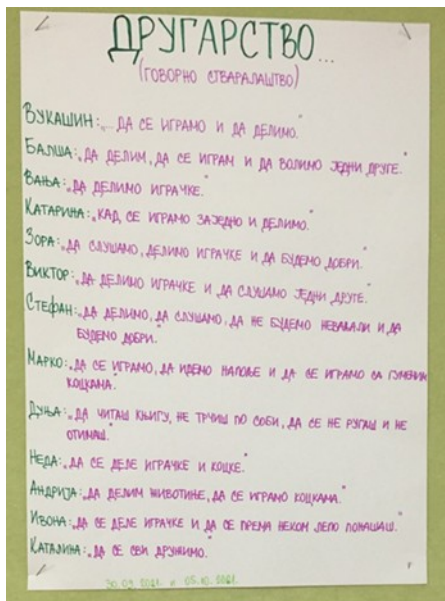 ДРУГАРСТВО...
(ГОВОРНО СТВАРАЛАШТВО)
ВУКАШИН: „... ДА СЕ ИГРАМО И ДА ДЕЛИМО."
БАЛША: „ДА ДЕЛИМ, ДА СЕ ИГРАМ И ДА ВОЛИМО ЈЕДНИ ДРУГЕ."
ВАЊА: „ДА ДЕЛИМО ИГРАЧКЕ."
КАТАРИНА: „КАД СЕ ИГРАМО ЗАЈЕДНО И ДЕЛИМО."
ЗОРА: „ДА СЛУШАМО, ДЕЛИМО ИГРАЧКЕ И ДА БУДЕМО ДОБРИ."
ВИКТОР: „ДА ДЕЛИМО ИГРАЧКЕ И ДА СЛУШАМО ЈЕДНИ ДРУГЕ."
СТЕФАН: „ДА ДЕЛИМО, ДА СЛУШАМО, ДА НЕ БУДЕМО НЕВАЉАЛИ И ДА
БУДЕМО ДОБРИ."
МАРКО: „ДА СЕ ИГРАМО, ДА ИДЕМО НАПОЉЕ И ДА СЕ ИГРАМО СА ГУМЕНИМ
КОЦКАМА."
ДУЊА: „ДА ЧИТАШ КЊИГУ, НЕ ТРЧИШ ПО СОБИ, ДА СЕ НЕ РУГАШ И НЕ
ОТИМАШ."
НЕДА: „ДА СЕ ДЕЛЕ ИГРАЧКЕ И КОЦКЕ."
АНДРИЈА: „ДА ДЕЛИМ ЖИВОТИЊЕ, ДА СЕ ИГРАМО КОЦКАМА."
ИВОНА: „ДА СЕ ДЕЛЕ ИГРАЧКЕ И ДА СЕ ПРЕМА НЕКОМ ЛЕПО ПОНАШАШ."
КАТАЛИНА: „ДА СЕ СВИ ДРУЖИМО."
30.09.2021. и 05.10.2021.